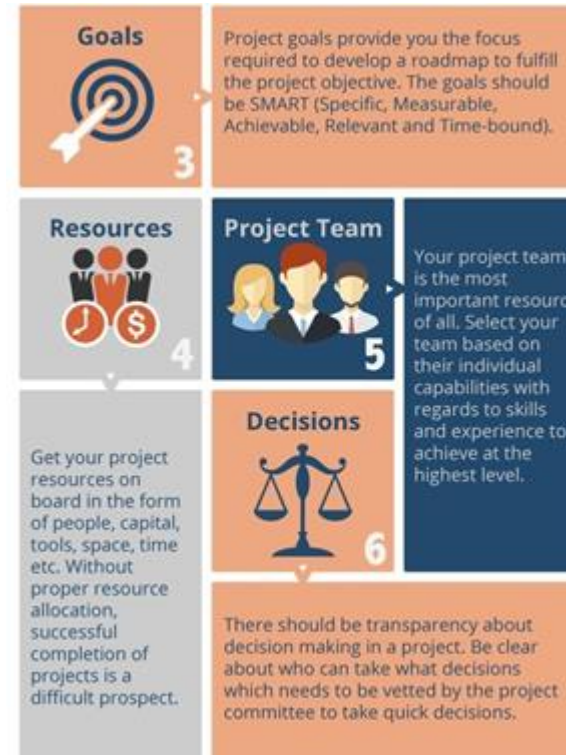 Goals
3
Project goals provide you the focus
required to develop a roadmap to fulfill
the project objective. The goals should
be SMART (Specific, Measurable,
Achievable, Relevant and Time-bound).
Resources
$
4
Get your project
resources on
board in the form
of people, capital,
tools, space, time
etc. Without
proper resource
allocation,
successful
completion of
projects is a
difficult prospect.
Project Team
5
Your project team
is the most
important resourc
of all. Select your
team based on
their individual
capabilities with
regards to skills
and experience to
achieve at the
highest level.
Decisions
6
There should be transparency about
decision making in a project. Be clear
about who can take what decisions
which needs to be vetted by the project
committee to take quick decisions.